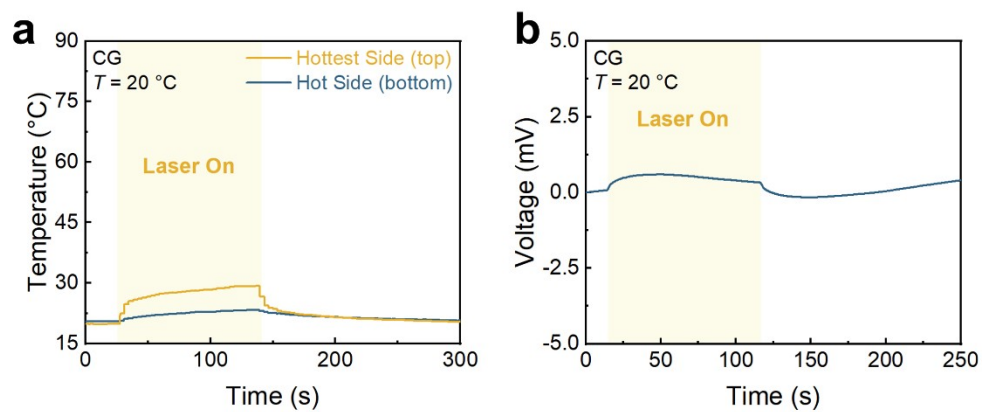 a
CG
T = 20 °C
Hottest Side (top)
Hot Side (bottom)
Laser On
Temperature (°C)
90
75
60
45
30
15
0
100
200
300
Time (s)
b
CG
T = 20 °C
Laser On
Voltage (mV)
5.0
2.5
0.0
-2.5
-5.0
0
50
100
150
200
250
Time (s)